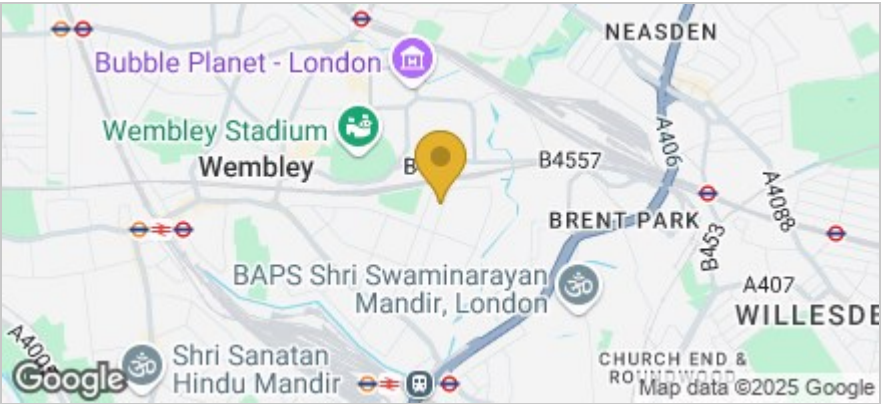 NEASDEN
Bubble Planet - London
Wembley Stadium
Wembley
B4557
A406
A4088
BRENT PARK
B453
BAPS Shri Swaminarayan
Mandir, London
A407
WILLESDE
Shri Sanatan
Hindu Mandir
CHURCH END &
ROUNDWOOD
Google
Map data ©2025 Google